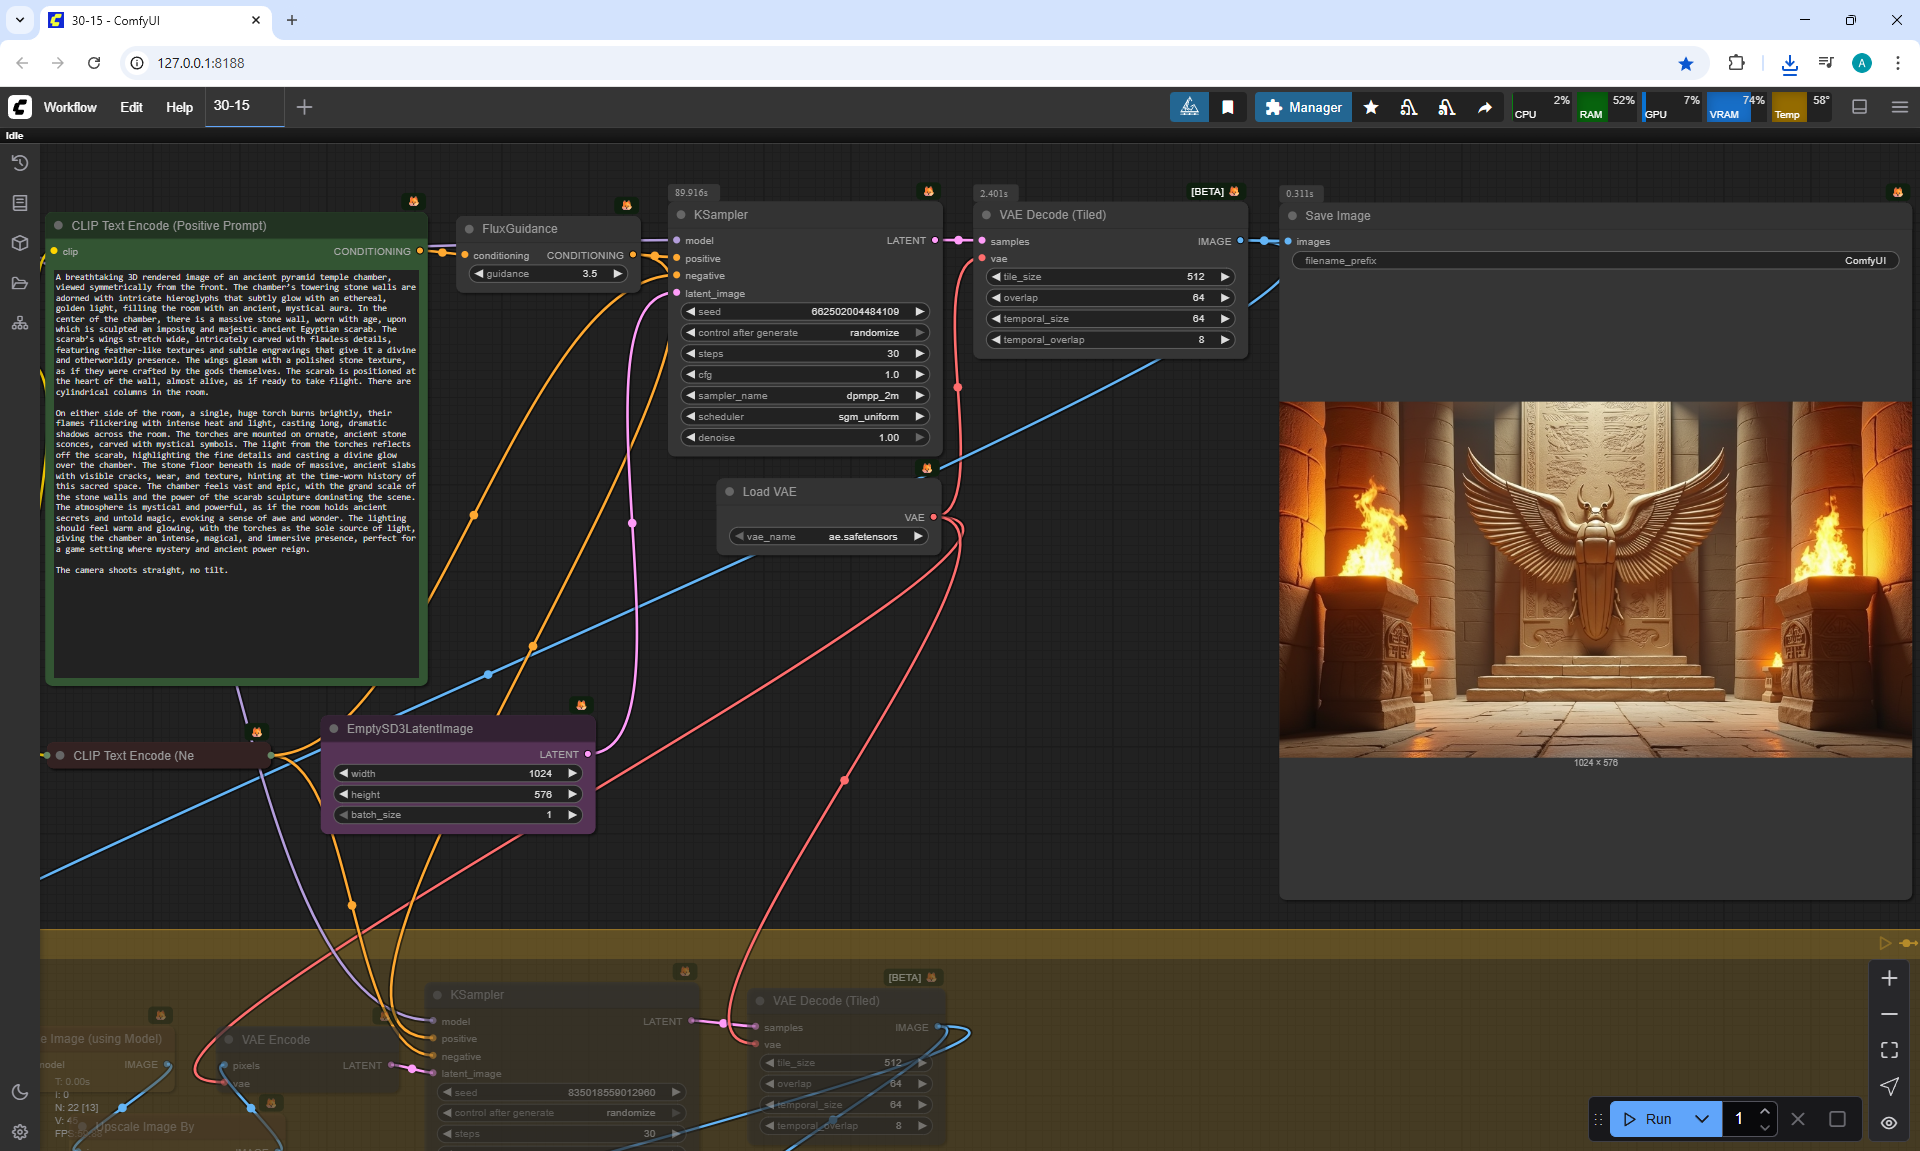 30-15 - ComfyUI
127.0.0.1:8188
A
Workflow
Edit
Help
30-15
Manager
2%
CPU
52%
RAM
7%
GPU
74%
VRAM
58°
Temp
Idle
CLIP Text Encode (Positive Prompt)
clip
CONDITIONING
A breathtaking 3D rendered image of an ancient pyramid temple chamber,
viewed symmetrically from the front. The chamber's towering stone walls are
adorned with intricate hieroglyphs that subtly glow with an ethereal,
golden light, filling the room with an ancient, mystical aura. In the
center of the chamber, there is a massive stone wall, worn with age, upon
which is sculpted an imposing and majestic ancient Egyptian scarab. The
scarab's wings stretch wide, intricately carved with flawless details,
featuring feather-like textures and subtle engravings that give it a divine
and otherworldly presence. The wings gleam with a polished stone texture,
as if they were crafted by the gods themselves. The scarab is positioned at
the heart of the wall, almost alive, as if ready to take flight. There are
cylindrical columns in the room.
On either side of the room, a single, huge torch burns brightly, their
flames flickering with intense heat and light, casting long, dramatic
shadows across the room. The torches are mounted on ornate, ancient stone
sconces, carved with mystical symbols. The light from the torches reflects
off the scarab, highlighting the fine details and casting a divine glow
over the chamber. The stone floor beneath is made of massive, ancient slabs
with visible cracks, wear, and texture, hinting at the time-worn history of
this sacred space. The chamber feels vast and epic, with the grand scale of
the stone walls and the power of the scarab sculpture dominating the scene.
The atmosphere is mystical and powerful, as if the room holds ancient
secrets and untold magic, evoking a sense of awe and wonder. The lighting
should feel warm and glowing, with the torches as the sole source of light,
giving the chamber an intense, magical, and immersive presence, perfect for
a game setting where mystery and ancient power reign.
The camera shoots straight, no tilt.
FluxGuidance
conditioning
CONDITIONING
guidance 3.5
89.916s
KSampler
model
LATENT
positive
negative
latent_image
seed 662502004484109
control after generate randomize
steps 30
cfg 1.0
sampler_name dpmpp_2m
scheduler sgm_uniform
denoise 1.00
2.401s
[BETA]
VAE Decode (Tiled)
samples
IMAGE
vae
tile_size 512
overlap 64
temporal_size 64
temporal_overlap 8
0.311s
Save Image
images
filename_prefix ComfyUI
1024 × 576
Load VAE
VAE
vae_name ae.safetensors
CLIP Text Encode (Ne
EmptySD3LatentImage
LATENT
width 1024
height 576
batch_size 1
e Image (using Model)
nodel
IMAGE
T: 0.00s
I: 0
N: 22 [13]
Upscale Image By
VAE Encode
pixels
LATENT
vae
KSampler
model
LATENT
positive
negative
latent_image
seed 835018559012960
control after generate randomize
steps 30
[BETA]
VAE Decode (Tiled)
samples
IMAGE
vae
tile_size 512
overlap 64
temporal_size 64
temporal_overlap 8
Run
1